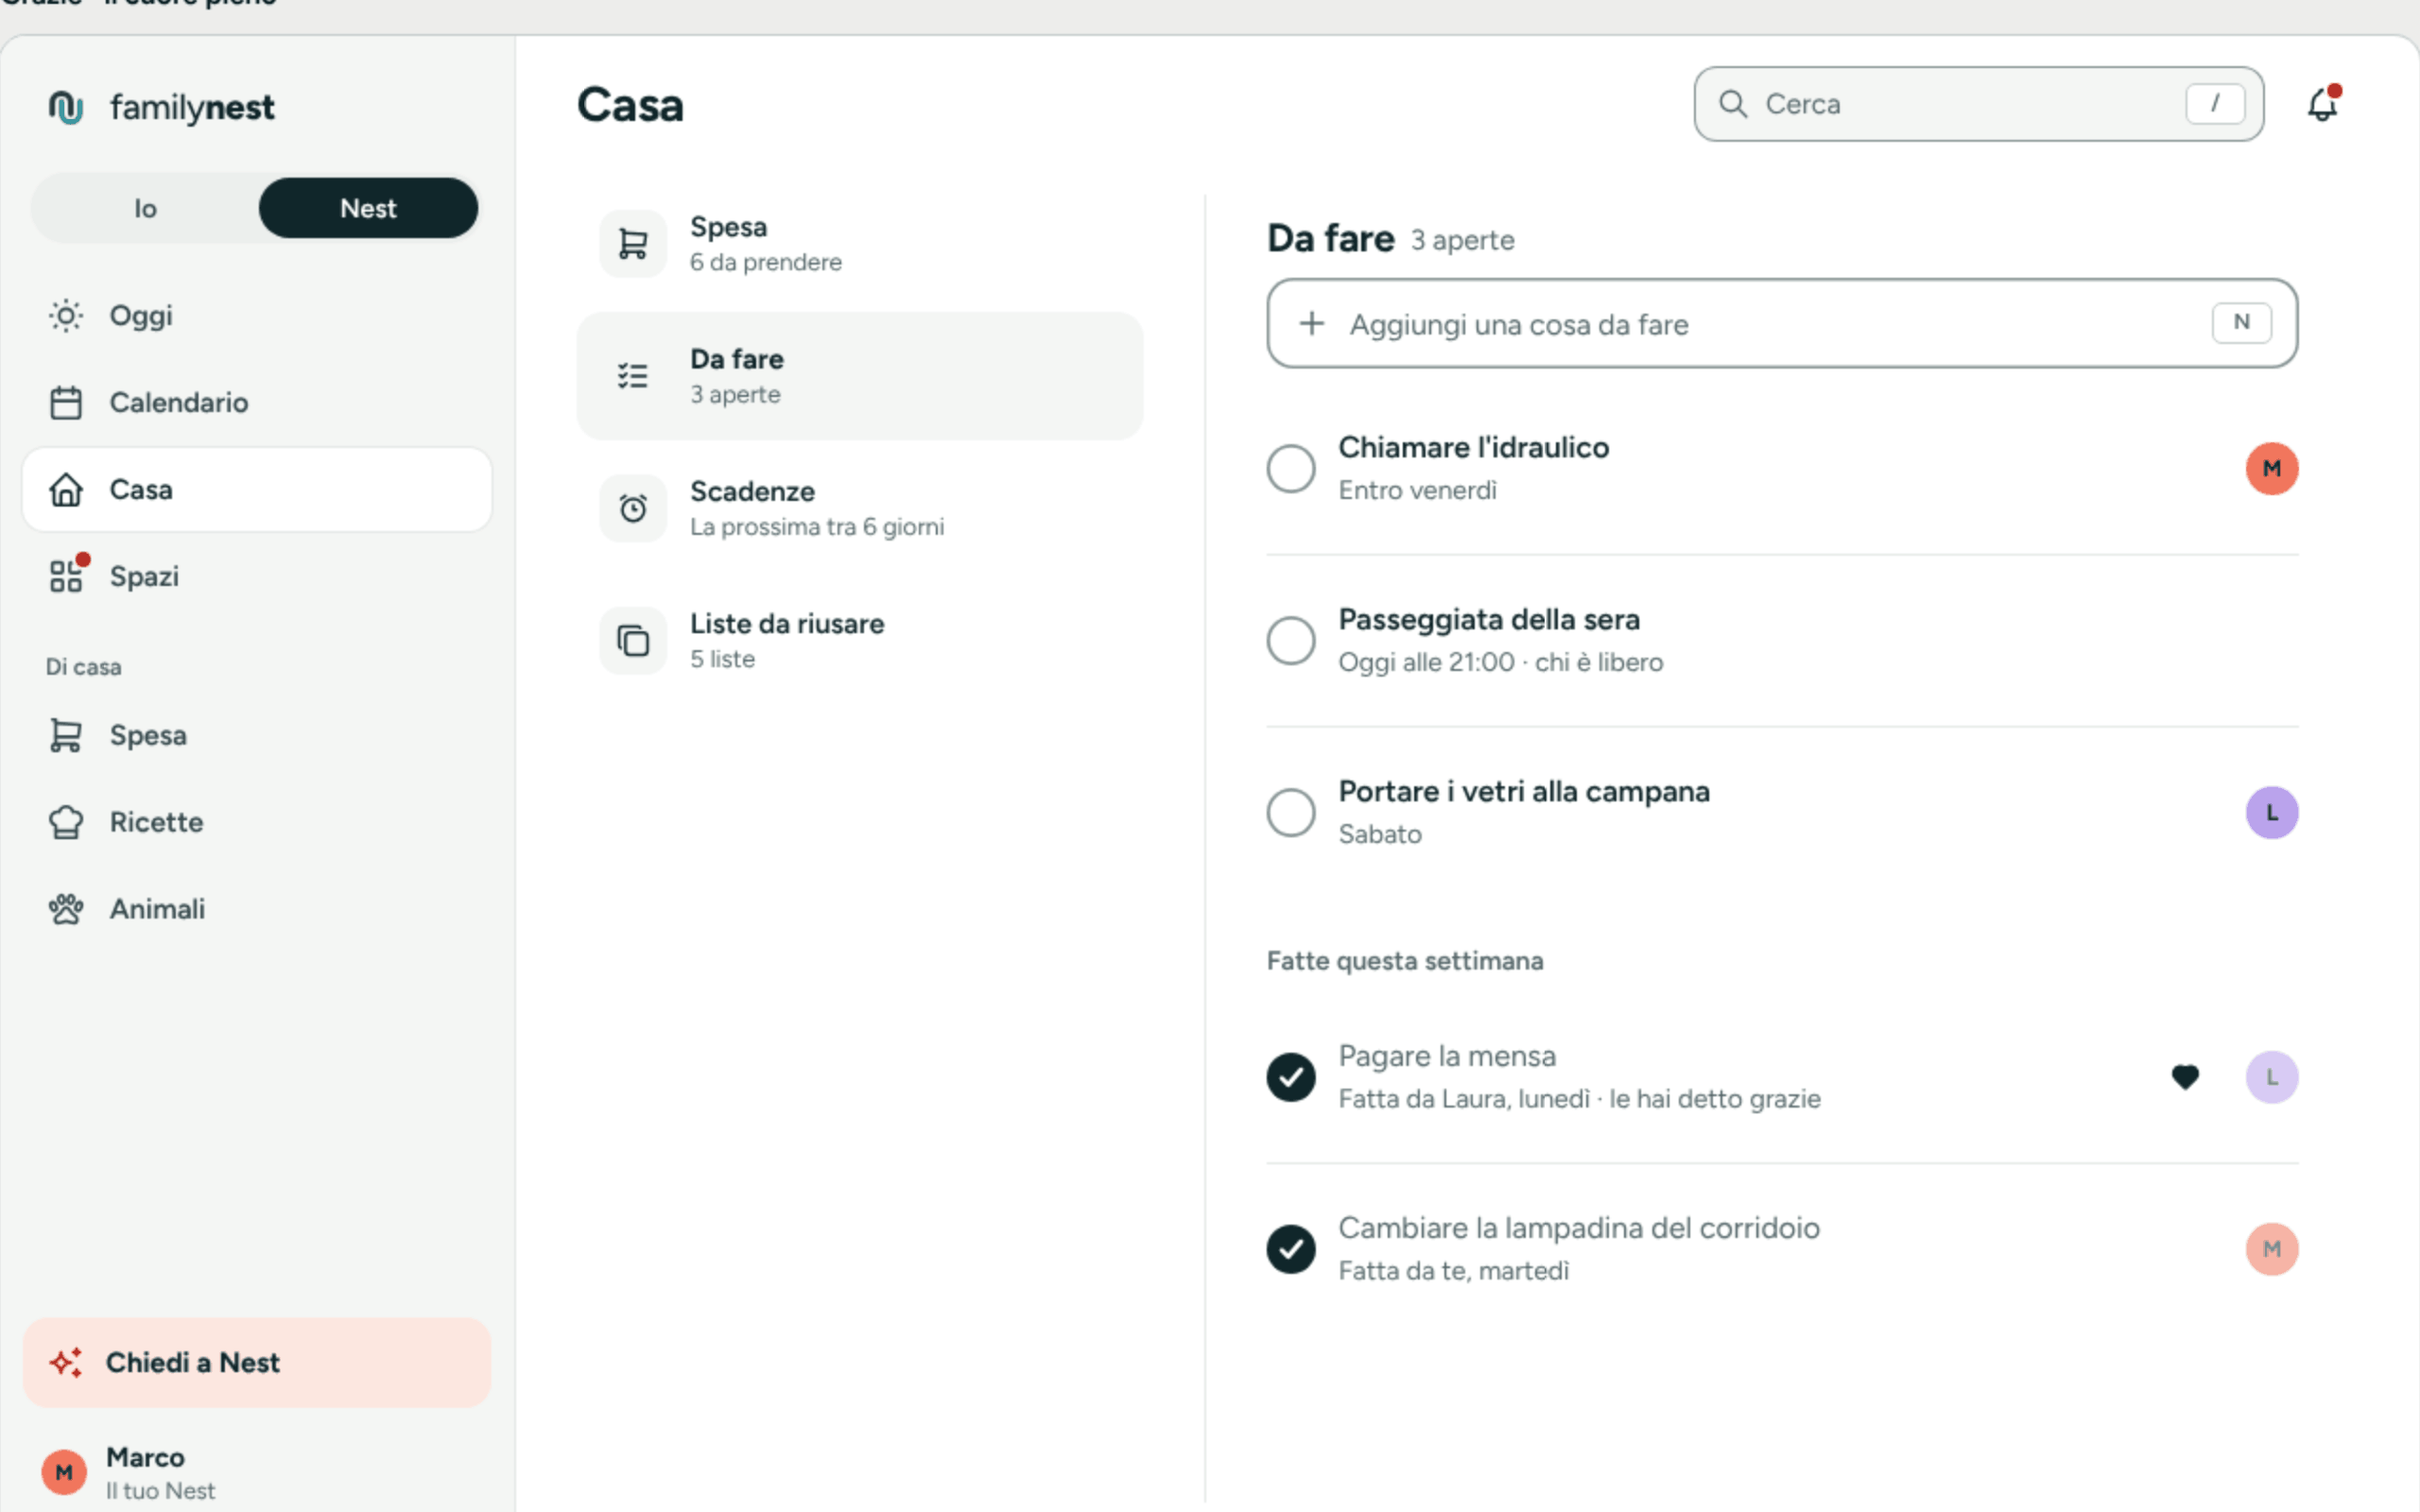 Grazie · il cuore pieno
familynest
Io
Nest
Oggi
Calendario
Casa
Spazi
Di casa
Spesa
Ricette
Animali
Chiedi a Nest
M
Marco
Il tuo Nest
Casa
Cerca
/
Spesa
6 da prendere
Da fare
3 aperte
Scadenze
La prossima tra 6 giorni
Liste da riusare
5 liste
Da fare 3 aperte
Aggiungi una cosa da fare
N
Chiamare l'idraulico
Entro venerdì
M
Passeggiata della sera
Oggi alle 21:00 · chi è libero
Portare i vetri alla campana
Sabato
L
Fatte questa settimana
Pagare la mensa
Fatta da Laura, lunedì · le hai detto grazie
L
Cambiare la lampadina del corridoio
Fatta da te, martedì
M